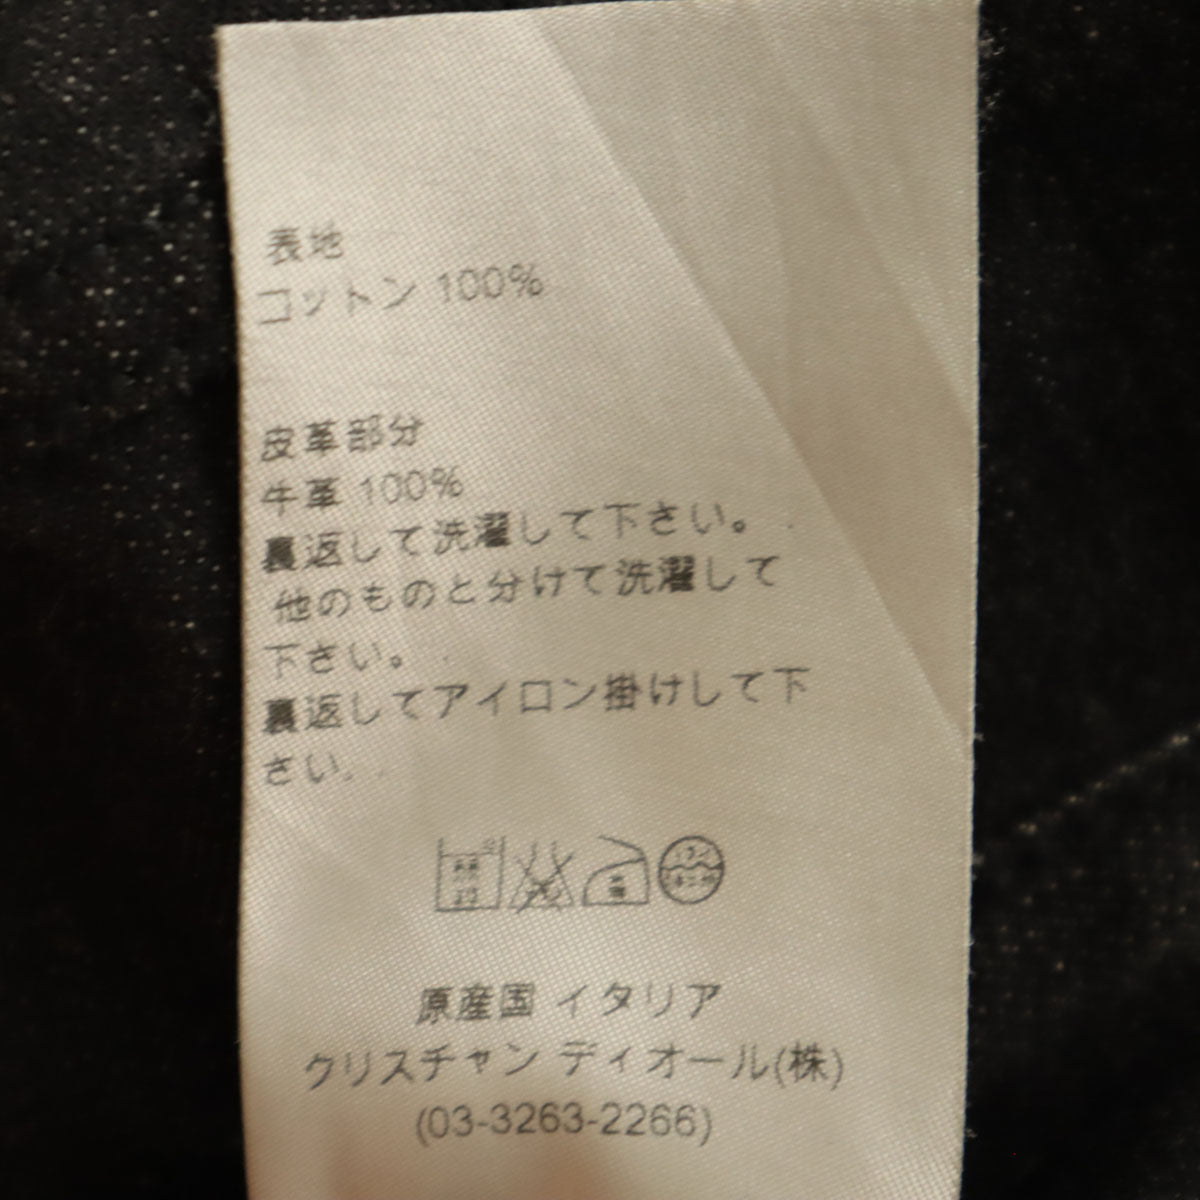 表地
コットン 100%
皮革部分
牛革 100%
裏返して洗濯して下さい。
他のものと分けて洗濯して
下さい。
裏返してアイロン掛けして下
さい。
中
原産国 イタリア
クリスチャン ディオール(株)
(03-3263-2266)